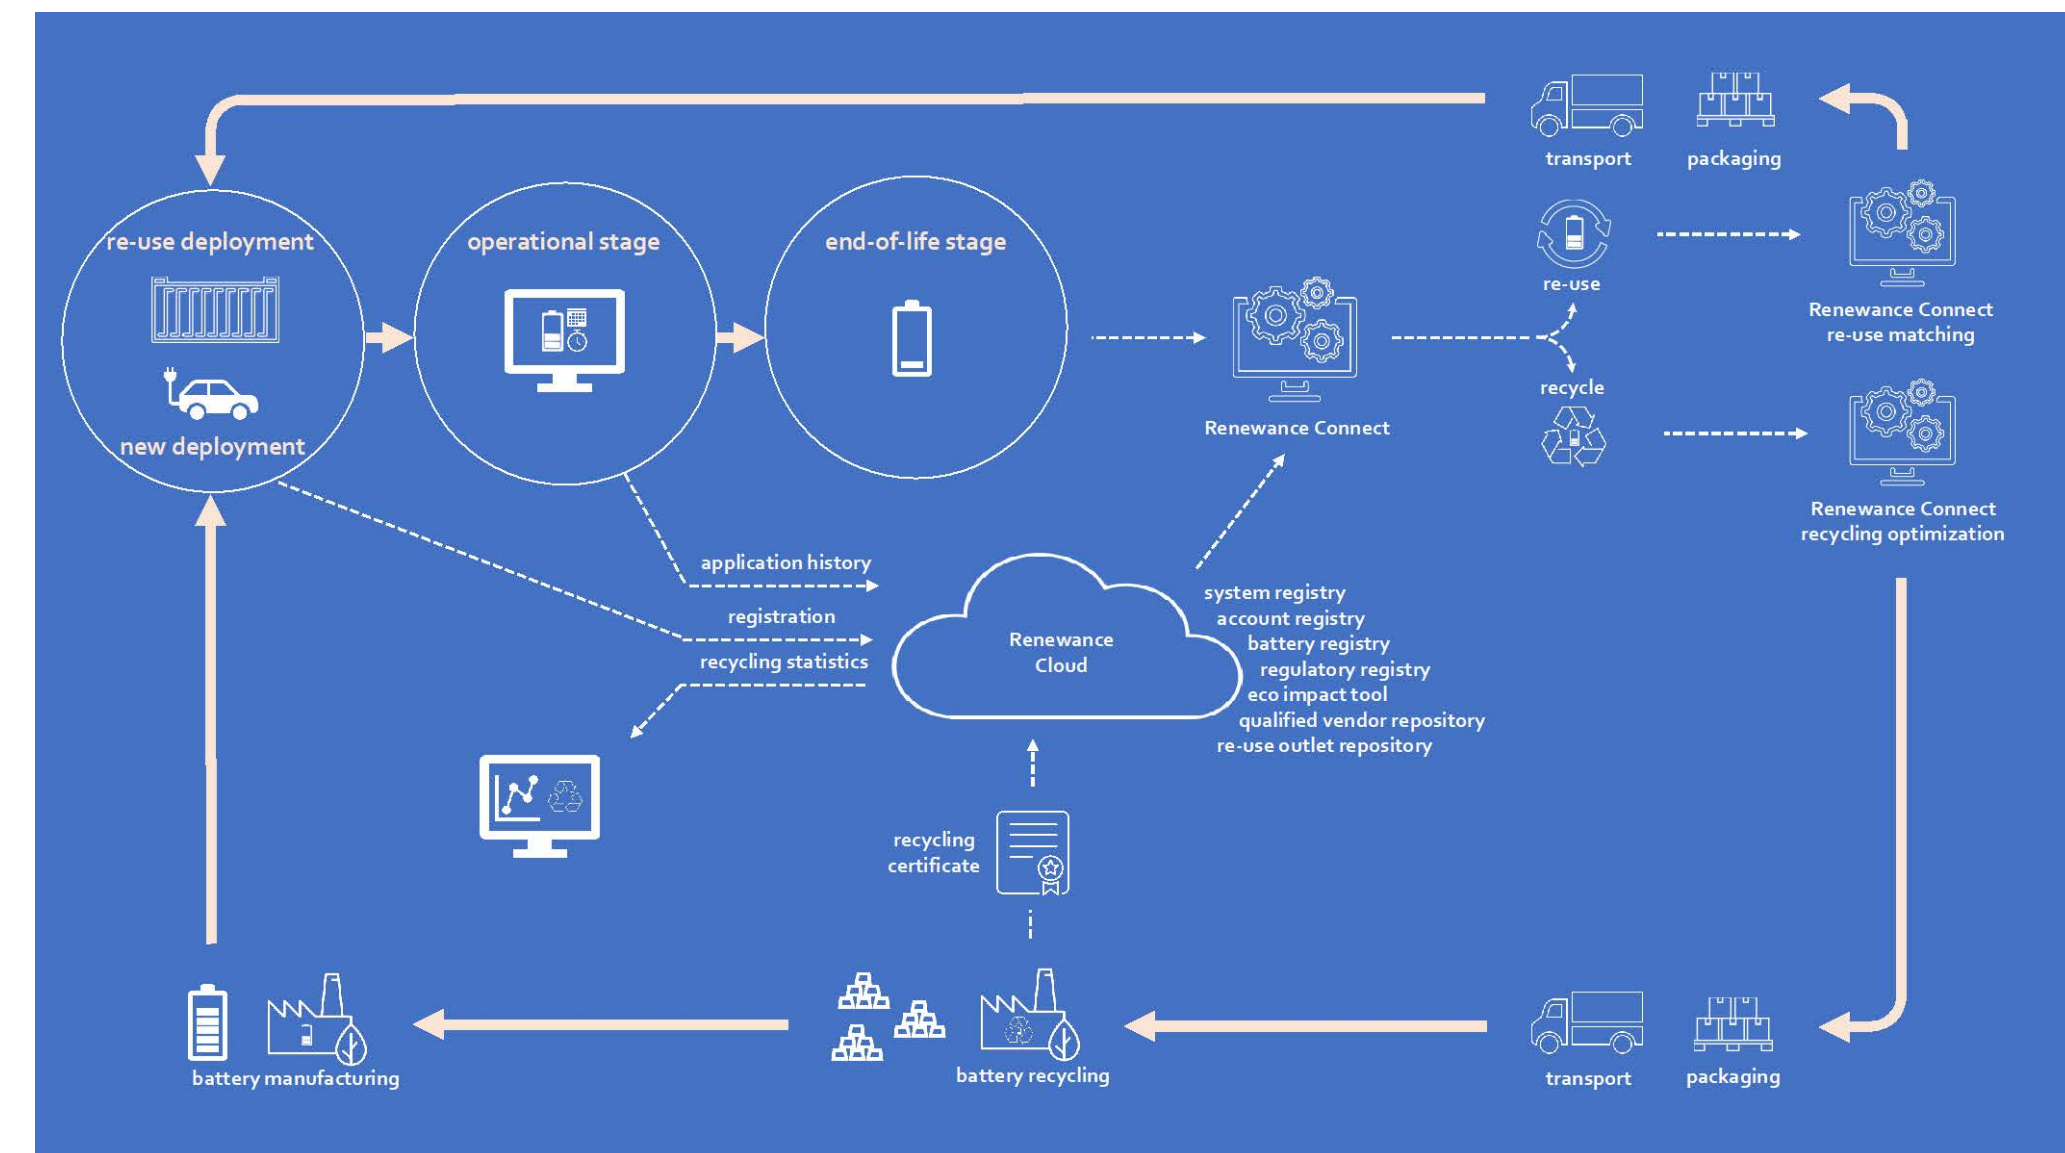 transport
packaging
re-use deployment
operational stage
end-of-life stage
re-use
Renewance Connect
re-use matching
recycle
new deployment
Renewance Connect
Renewance Connect
recycling optimization
application history
registration
recycling statistics
Renewance
Cloud
system registry
account registry
battery registry
regulatory registry
eco impact tool
qualified vendor repository
re-use outlet repository
recycling
certificate
battery manufacturing
battery recycling
transport
packaging